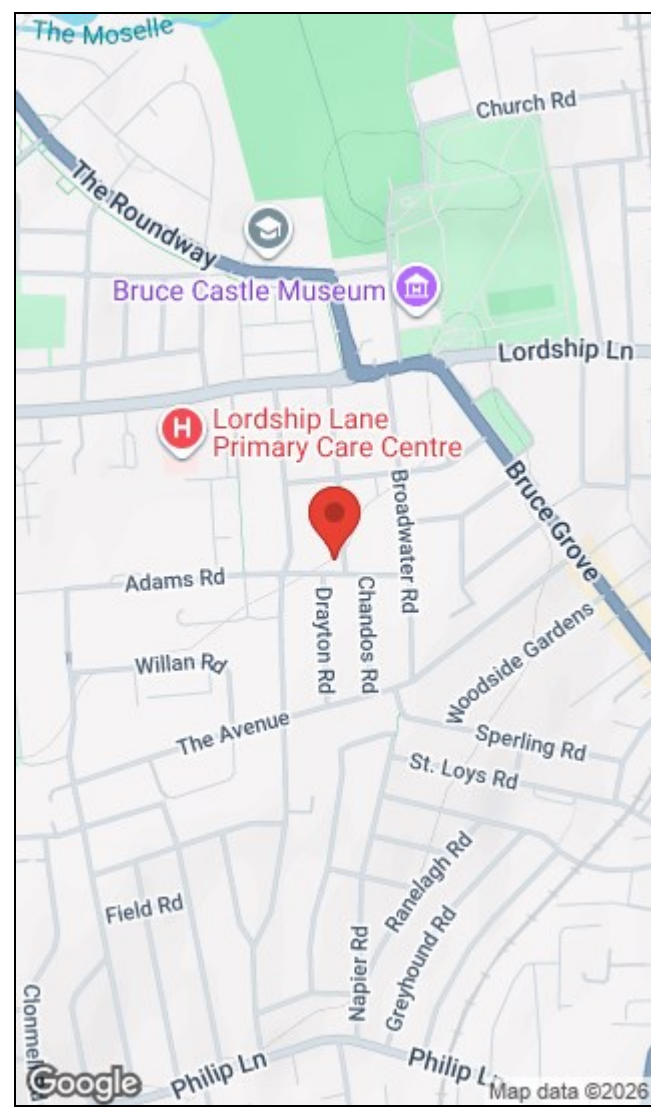 The Moselle
Church Rd
The Roundway
Bruce Castle Museum
Lordship Ln
H
Lordship Lane
Primary Care Centre
Broadwater Rd
Bruce Grove
Adams Rd
Drayton Rd
Chandos Rd
Willan Rd
Woodside Gardens
The Avenue
Sperling Rd
St. Loys Rd
Ranelagh Rd
Field Rd
Greyhound Rd
Napier Rd
Philip Ln
Philip Ln
Google
Map data ©2026